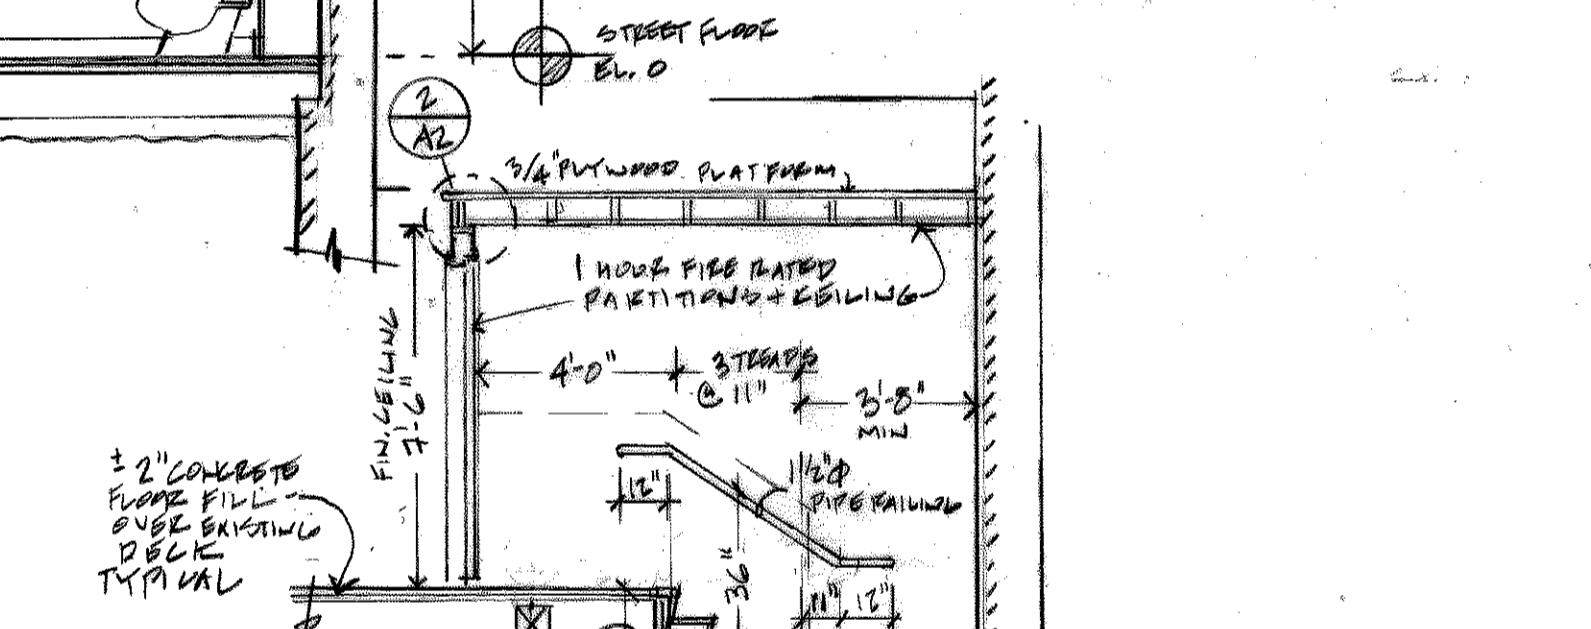 STREET FLOOR
EL. 0
2
A2
3/4" PLYWOOD PLATFORM
1 HOUR FIRE RATED
PARTITIONS + CEILING
FIN. CEILING
7'-6"
4'-0"
3 TREADS
@ 11"
3'-8"
MIN
± 2" CONCRETE
FLOOR FILL
OVER EXISTING
DECK
TYPICAL
12"
1 1/2" Φ
PIPE RAILING
36"
11"
12"